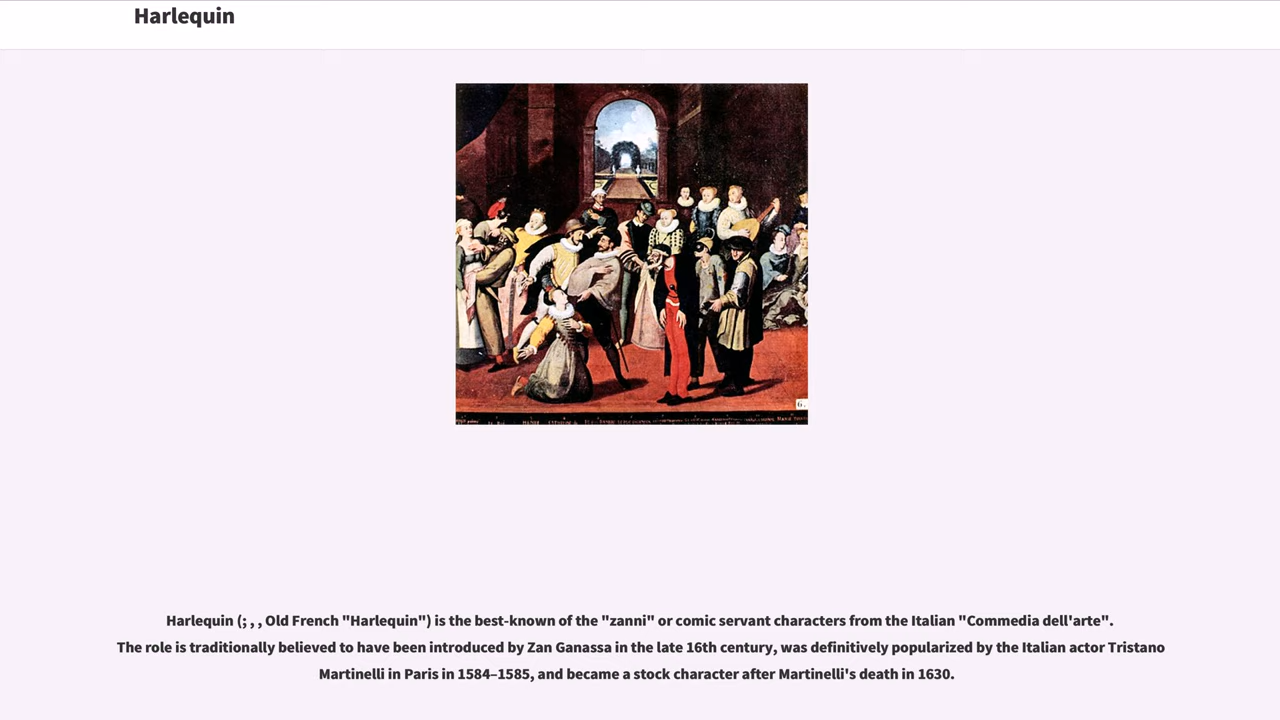 Harlequin
6.
Harlequin (; , , Old French "Harlequin") is the best-known of the "zanni" or comic servant characters from the Italian "Commedia dell'arte".
The role is traditionally believed to have been introduced by Zan Ganassa in the late 16th century, was definitively popularized by the Italian actor Tristano
Martinelli in Paris in 1584–1585, and became a stock character after Martinelli's death in 1630.